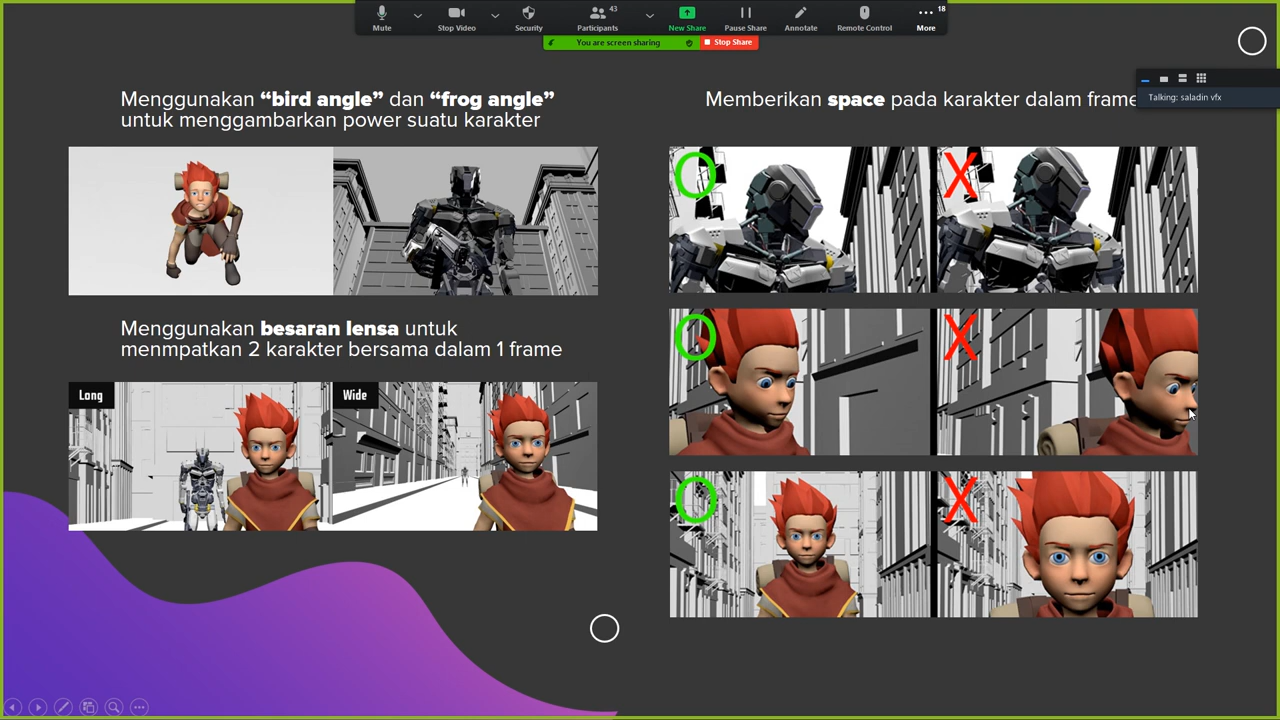 43
18
Mute
Stop Video
Security
Participants
New Share
Pause Share
Annotate
Remote Control
More
You are screen sharing
Stop Share
Talking: saladin vfx
Menggunakan “bird angle” dan “frog angle”
untuk menggambarkan power suatu karakter
Menggunakan besaran lensa untuk
menmpatkan 2 karakter bersama dalam 1 frame
Long
Wide
Memberikan space pada karakter dalam frame
O
X
O
X
O
X